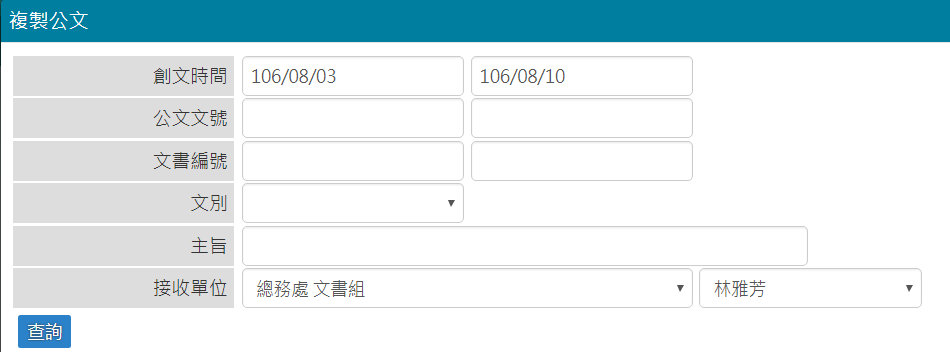 複製公文
創文時間 106/08/03 106/08/10
公文文號
文書編號
文別
主旨
接收單位 總務處 文書組 林雅芳
查詢